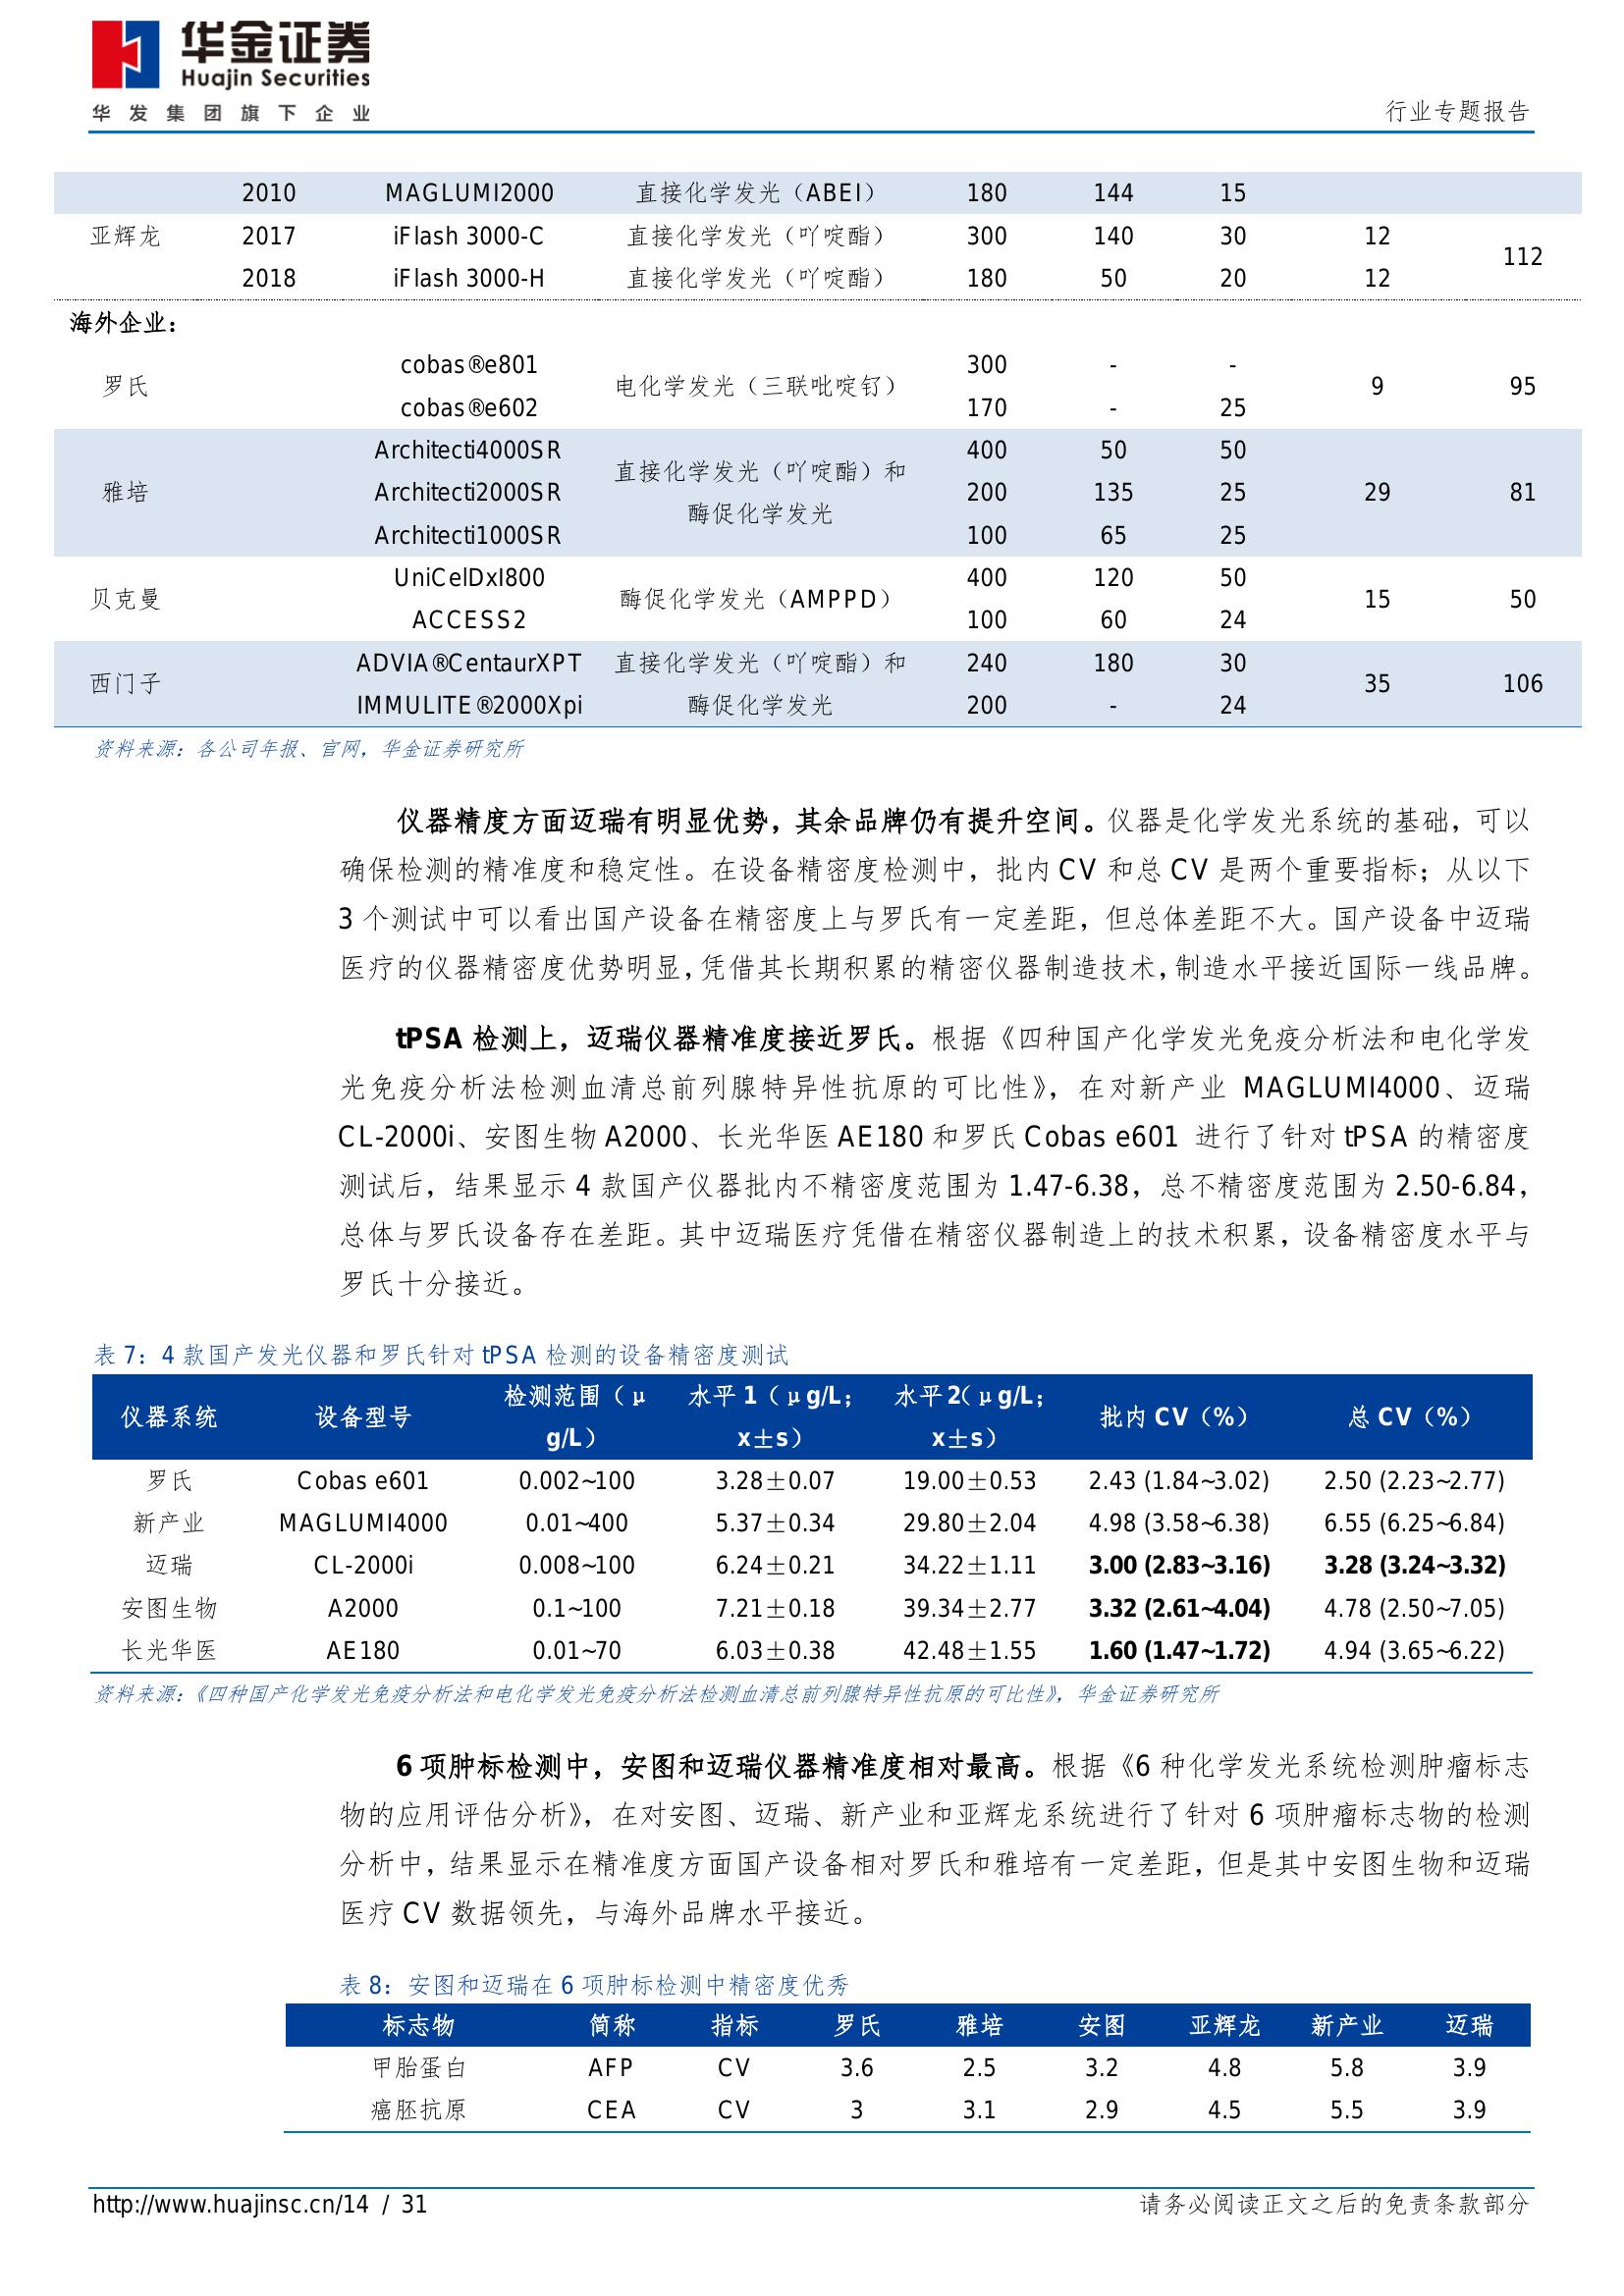 华金证券
Huajin Securities
华发集团旗下企业
行业专题报告
2010 MAGLUMI2000 直接化学发光（ABEI） 180 144 15
亚辉龙 2017 iFlash 3000-C 直接化学发光（吖啶酯） 300 140 30 12 112
2018 iFlash 3000-H 直接化学发光（吖啶酯） 180 50 20 12
海外企业：
罗氏 cobas®e801 电化学发光（三联吡啶钌） 300 - - 9 95
cobas®e602 170 - 25
雅培 Architecti4000SR 直接化学发光（吖啶酯）和 400 50 50 29 81
Architecti2000SR 200 135 25
酶促化学发光
Architecti1000SR 100 65 25
贝克曼 UniCelDxI800 酶促化学发光（AMPPD） 400 120 50 15 50
ACCESS2 100 60 24
西门子 ADVIA®CentaurXPT 直接化学发光（吖啶酯）和 240 180 30 35 106
IMMULITE®2000Xpi 酶促化学发光 200 - 24
资料来源：各公司年报、官网，华金证券研究所
仪器精度方面迈瑞有明显优势，其余品牌仍有提升空间。仪器是化学发光系统的基础，可以
确保检测的精准度和稳定性。在设备精密度检测中，批内 CV 和总 CV 是两个重要指标；从以下
3 个测试中可以看出国产设备在精密度上与罗氏有一定差距，但总体差距不大。国产设备中迈瑞
医疗的仪器精密度优势明显，凭借其长期积累的精密仪器制造技术，制造水平接近国际一线品牌。
tPSA 检测上，迈瑞仪器精准度接近罗氏。根据《四种国产化学发光免疫分析法和电化学发
光免疫分析法检测血清总前列腺特异性抗原的可比性》，在对新产业 MAGLUMI4000、迈瑞
CL-2000i、安图生物 A2000、长光华医 AE180 和罗氏 Cobas e601 进行了针对 tPSA 的精密度
测试后，结果显示 4 款国产仪器批内不精密度范围为 1.47-6.38，总不精密度范围为 2.50-6.84，
总体与罗氏设备存在差距。其中迈瑞医疗凭借在精密仪器制造上的技术积累，设备精密度水平与
罗氏十分接近。
表 7：4 款国产发光仪器和罗氏针对 tPSA 检测的设备精密度测试
仪器系统 设备型号 检测范围（μg/L） 水平 1（μg/L；x±s） 水平 2（μg/L；x±s） 批内 CV（%） 总 CV（%）
罗氏 Cobas e601 0.002~100 3.28±0.07 19.00±0.53 2.43 (1.84~3.02) 2.50 (2.23~2.77)
新产业 MAGLUMI4000 0.01~400 5.37±0.34 29.80±2.04 4.98 (3.58~6.38) 6.55 (6.25~6.84)
迈瑞 CL-2000i 0.008~100 6.24±0.21 34.22±1.11 3.00 (2.83~3.16) 3.28 (3.24~3.32)
安图生物 A2000 0.1~100 7.21±0.18 39.34±2.77 3.32 (2.61~4.04) 4.78 (2.50~7.05)
长光华医 AE180 0.01~70 6.03±0.38 42.48±1.55 1.60 (1.47~1.72) 4.94 (3.65~6.22)
资料来源：《四种国产化学发光免疫分析法和电化学发光免疫分析法检测血清总前列腺特异性抗原的可比性》，华金证券研究所
6 项肿标检测中，安图和迈瑞仪器精准度相对最高。根据《6 种化学发光系统检测肿瘤标志
物的应用评估分析》，在对安图、迈瑞、新产业和亚辉龙系统进行了针对 6 项肿瘤标志物的检测
分析中，结果显示在精准度方面国产设备相对罗氏和雅培有一定差距，但是其中安图生物和迈瑞
医疗 CV 数据领先，与海外品牌水平接近。
表 8：安图和迈瑞在 6 项肿标检测中精密度优秀
标志物 简称 指标 罗氏 雅培 安图 亚辉龙 新产业 迈瑞
甲胎蛋白 AFP CV 3.6 2.5 3.2 4.8 5.8 3.9
癌胚抗原 CEA CV 3 3.1 2.9 4.5 5.5 3.9
http://www.huajinsc.cn/14 / 31
请务必阅读正文之后的免责条款部分